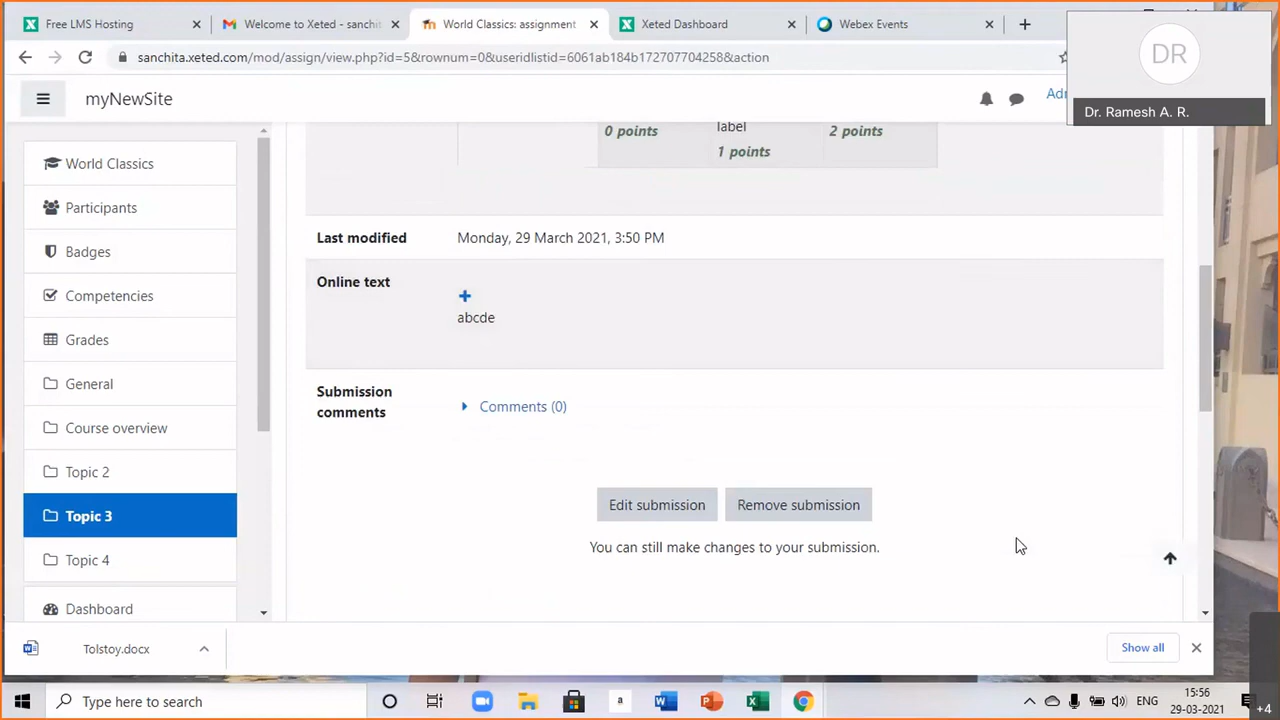 Free LMS Hosting
Welcome to Xeted - sanchit
World Classics: assignment
Xeted Dashboard
Webex Events
DR
Dr. Ramesh A. R.
sanchita.xeted.com/mod/assign/view.php?id=5&rownum=0&useridlistid=6061ab184b172707704258&action
myNewSite
World Classics
Participants
Badges
Competencies
Grades
General
Course overview
Topic 2
Topic 3
Topic 4
Dashboard
0 points
label
1 points
2 points
Last modified
Monday, 29 March 2021, 3:50 PM
Online text
abcde
Submission
comments
Comments (0)
Edit submission
Remove submission
You can still make changes to your submission.
Tolstoy.docx
Show all
Type here to search
a
ENG
15:56
29-03-2021
+4